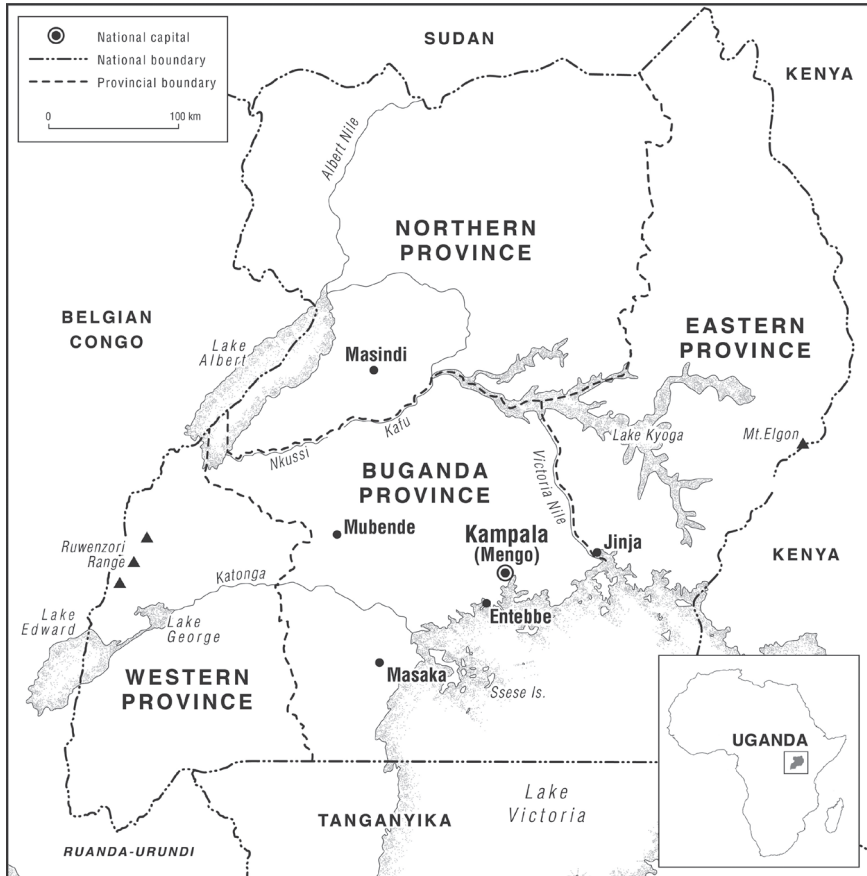 National capital
National boundary
Provincial boundary
0 100 km
SUDAN
KENYA
Albert Nile
NORTHERN
PROVINCE
BELGIAN
CONGO
Lake
Albert
Masindi
EASTERN
PROVINCE
Kafu
Nkussi
Lake Kyoga
Mt.Elgon
BUGANDA
PROVINCE
Victoria Nile
Mubende
Kampala
(Mengo)
Jinja
Ruwenzori
Range
KENYA
Katonga
Lake
Edward
Lake
George
Entebbe
WESTERN
PROVINCE
Masaka
Ssese Is.
UGANDA
Lake
Victoria
TANGANYIKA
RUANDA-URUNDI